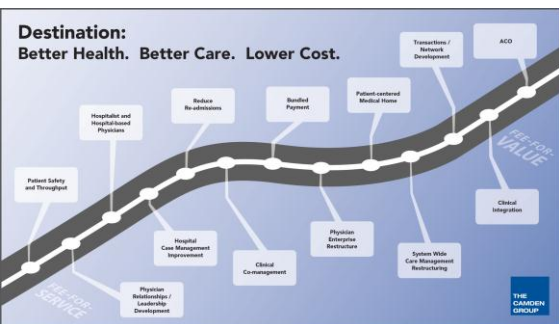 Destination:
Better Health. Better Care. Lower Cost.
Transactions /
Network
Development
ACO
Patient-centered
Medical Home
Bundled
Payment
Reduce
Re-admissions
Hospitalist and
Hospital-based
Physicians
Patient Safety
and Throughput
FEE-FOR-
VALUE
Clinical
Integration
Physician
Enterprise
Restructure
System Wide
Care Management
Restructuring
Hospital
Case Management
Improvement
Clinical
Co-management
Physician
Relationships /
Leadership
Development
FEE-FOR-
SERVICE
THE
CAMDEN
GROUP